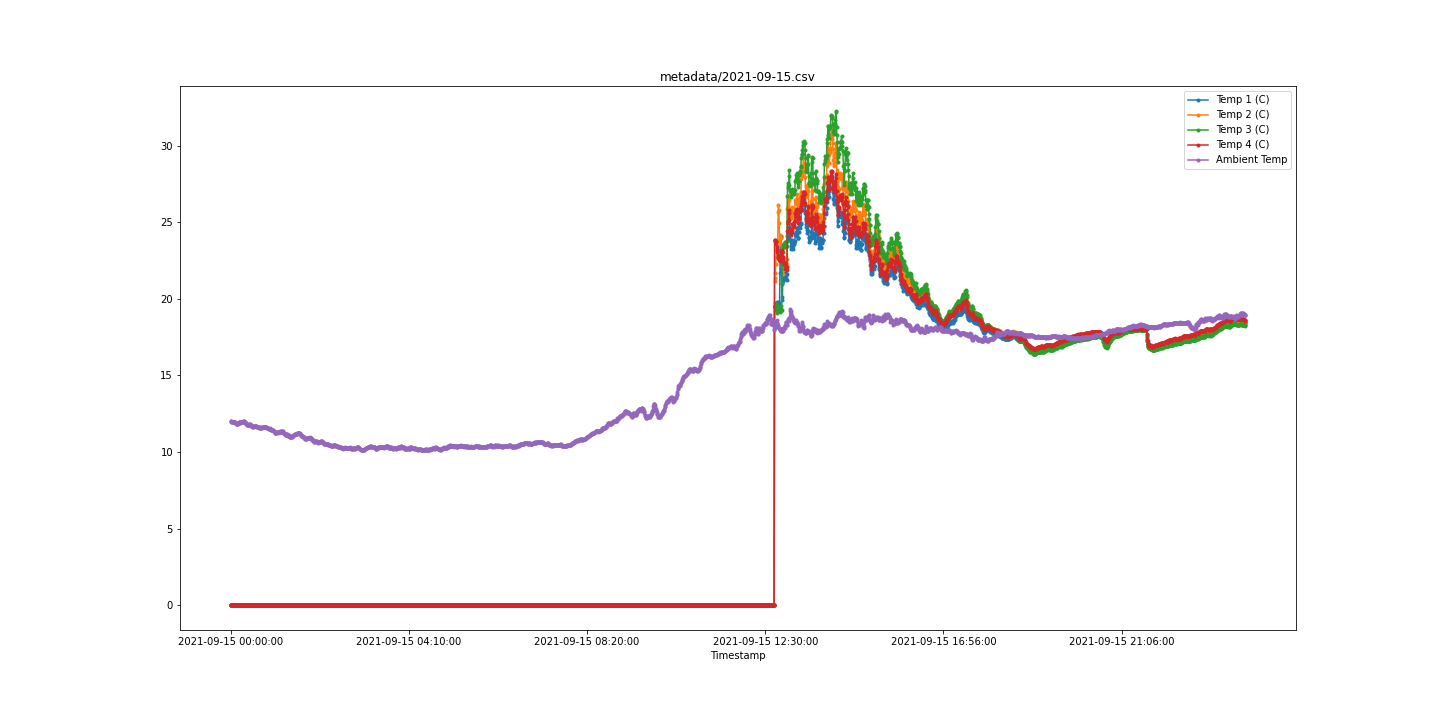 metadata/2021-09-15.csv
Temp 1 (C)
Temp 2 (C)
Temp 3 (C)
Temp 4 (C)
Ambient Temp
30
25
20
15
10
5
0
2021-09-15 00:00:00 2021-09-15 04:10:00 2021-09-15 08:20:00 2021-09-15 12:30:00 2021-09-15 16:56:00 2021-09-15 21:06:00
Timestamp